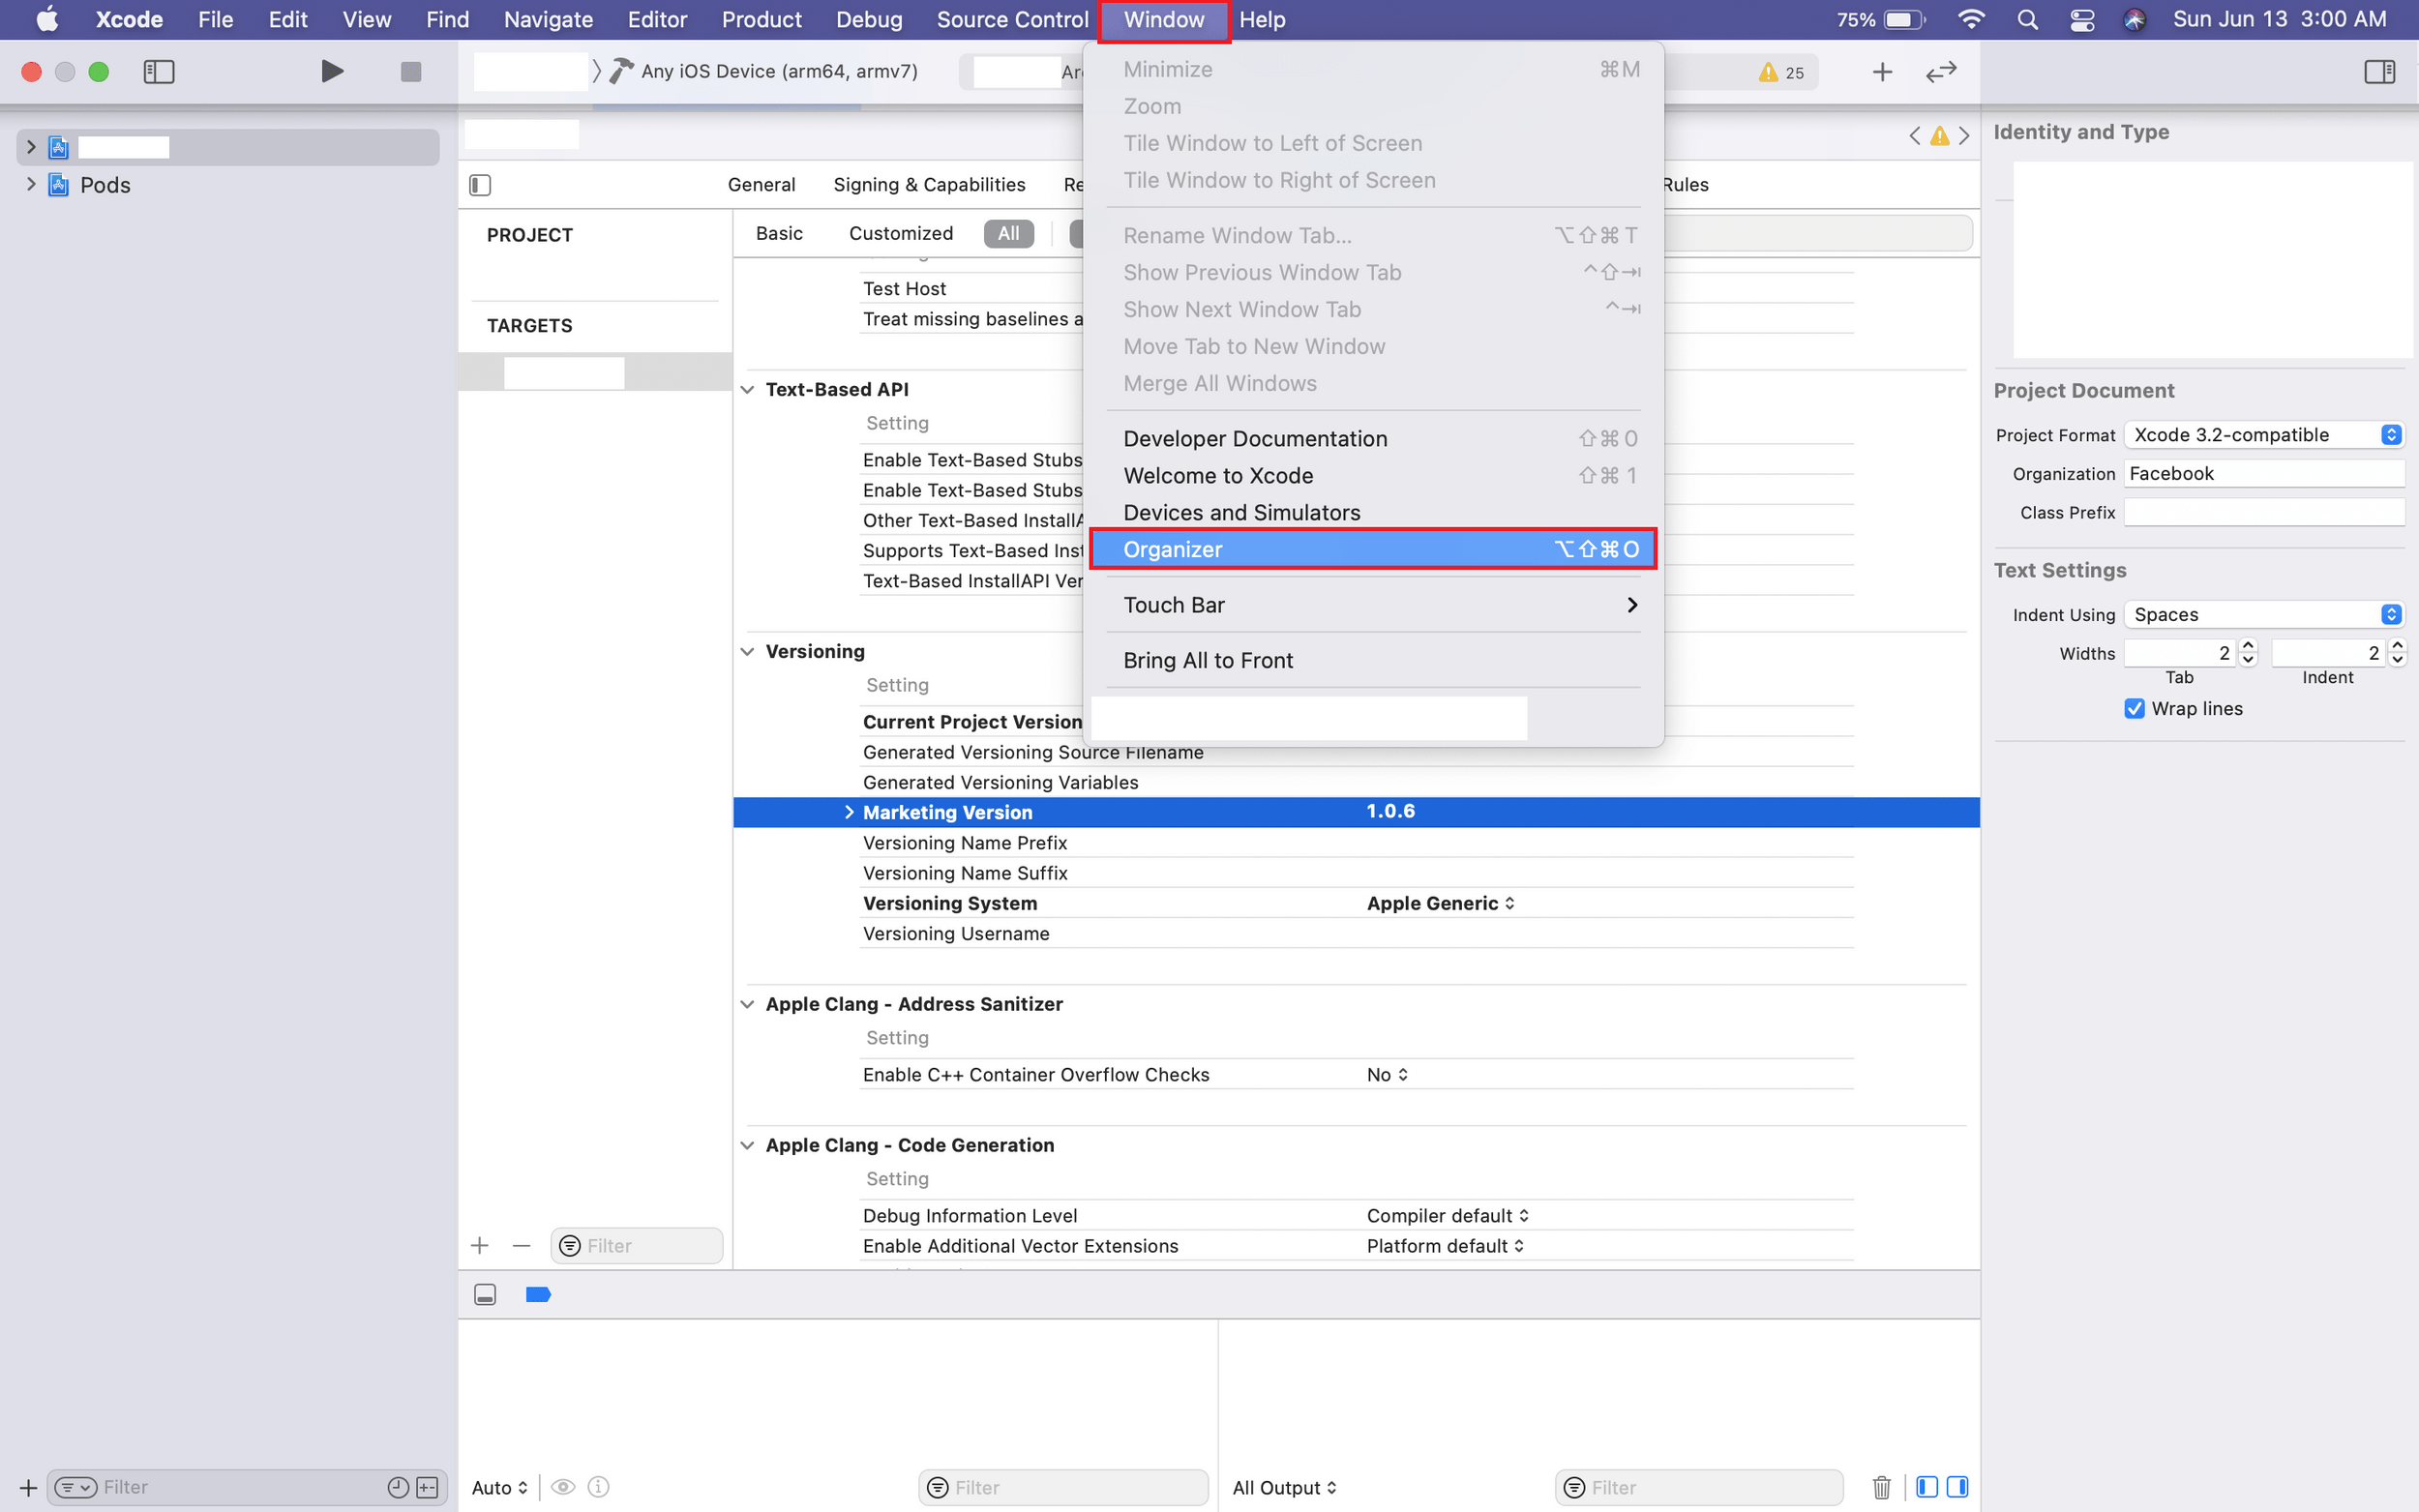 Xcode File Edit View Find Navigate Editor Product Debug Source Control Window Help 75% Sun Jun 13 3:00 AM
Any iOS Device (arm64, armv7) 25
Identity and Type
Pods
General Signing & Capabilities Rules
PROJECT
Basic Customized All
Test Host
Treat missing baselines
TARGETS
Text-Based API
Setting
Enable Text-Based Stubs
Enable Text-Based Stubs
Other Text-Based
Supports Text-Based
Text-Based InstallAPI
Versioning
Setting
Current Project Version
Generated Versioning Source Filename
Generated Versioning Variables
Marketing Version 1.0.6
Versioning Name Prefix
Versioning Name Suffix
Versioning System Apple Generic
Versioning Username
Apple Clang - Address Sanitizer
Setting
Enable C++ Container Overflow Checks No
Apple Clang - Code Generation
Setting
Debug Information Level Compiler default
Enable Additional Vector Extensions Platform default
Minimize ⌘M
Zoom
Tile Window to Left of Screen
Tile Window to Right of Screen
Rename Window Tab... ⌥⇧⌘T
Show Previous Window Tab ^⇧⇥
Show Next Window Tab ^⇥
Move Tab to New Window
Merge All Windows
Developer Documentation ⇧⌘0
Welcome to Xcode ⇧⌘1
Devices and Simulators
Organizer ⌥⇧⌘O
Touch Bar
Bring All to Front
Project Document
Project Format Xcode 3.2-compatible
Organization Facebook
Class Prefix
Text Settings
Indent Using Spaces
Widths 2 2
Tab Indent
Wrap lines
Filter
Filter Auto Filter All Output Filter